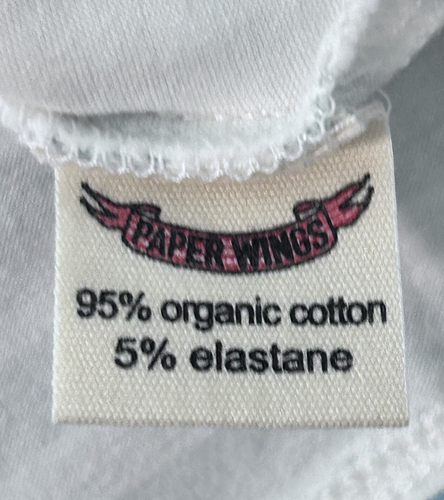 PAPER WINGS
95% organic cotton
5% elastane